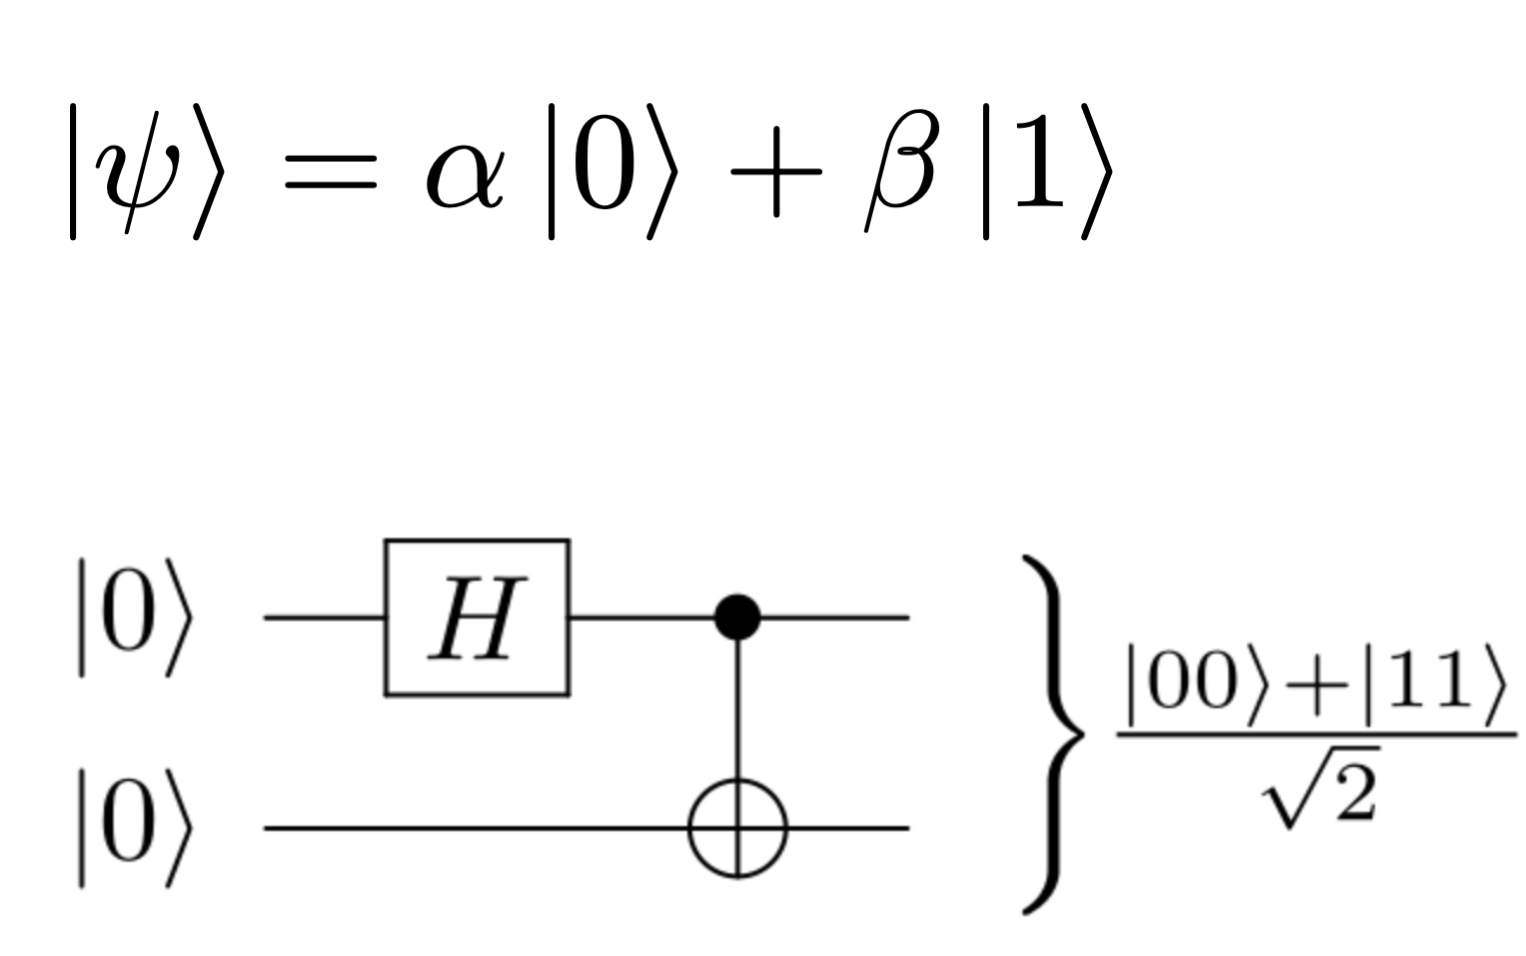 |ψ⟩ = α |0⟩ + β |1⟩
|0⟩ H
|0⟩
|00⟩+|11⟩
√2